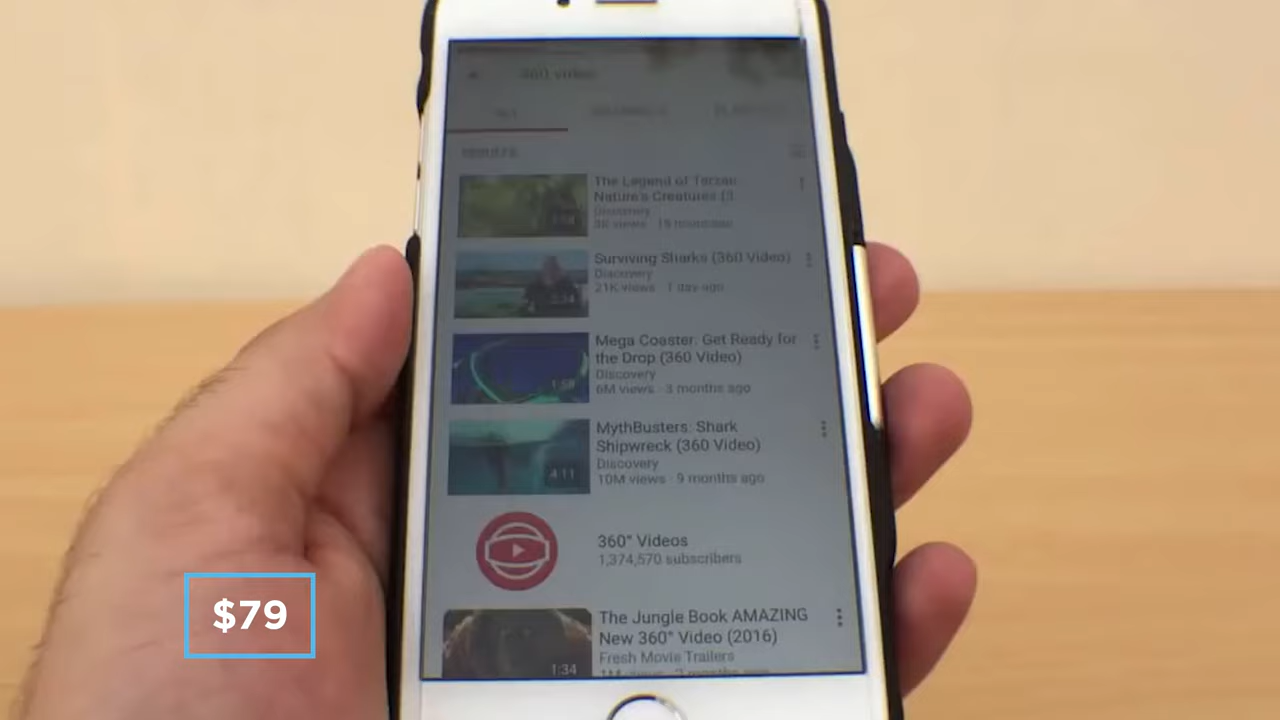 360 video
RESULTS
The Legend of Tarzan:
Nature's Creatures (3
Discovery
Surviving Sharks (360 Video)
Discovery
21K views · 1 day ago
Mega Coaster: Get Ready for
the Drop (360 Video)
Discovery
6M views · 3 months ago
1:58
MythBusters: Shark
Shipwreck (360 Video)
Discovery
10M views · 9 months ago
4:11
360° Videos
1,374,570 subscribers
The Jungle Book AMAZING
New 360° Video (2016)
Fresh Movie Trailers
1:34
$79